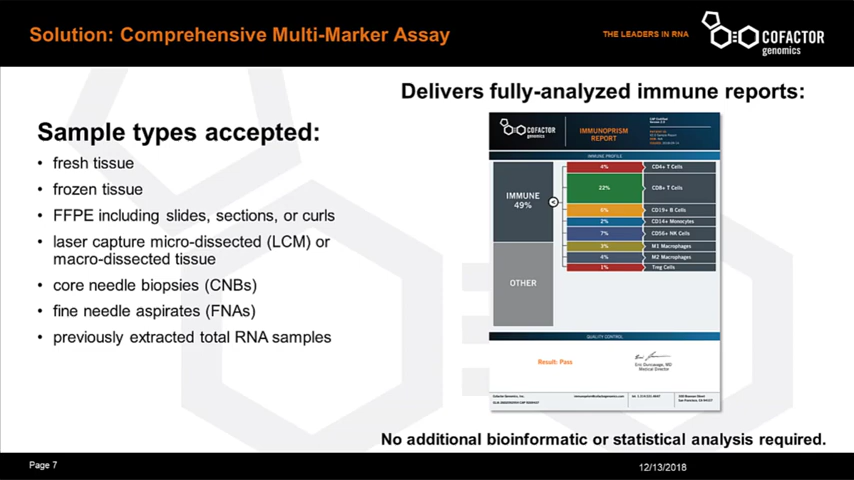 Solution: Comprehensive Multi-Marker Assay
THE LEADERS IN RNA
COFACTOR
genomics
Delivers fully-analyzed immune reports:
Sample types accepted:
• fresh tissue
• frozen tissue
• FFPE including slides, sections, or curls
• laser capture micro-dissected (LCM) or
macro-dissected tissue
• core needle biopsies (CNBs)
• fine needle aspirates (FNAs)
• previously extracted total RNA samples
COFACTOR
genomics
IMMUNOPRISM
REPORT
IMMUNE PROFILE
IMMUNE
49%
4% CD4+ T Cells
22% CD8+ T Cells
6% CD19+ B Cells
2% CD14+ Monocytes
7% CD56+ NK Cells
3% M1 Macrophages
4% M2 Macrophages
1% Treg Cells
OTHER
QUALITY CONTROL
Result: Pass
Medical Director
Cofactor Genomics, Inc.
No additional bioinformatic or statistical analysis required.
Page 7
12/13/2018